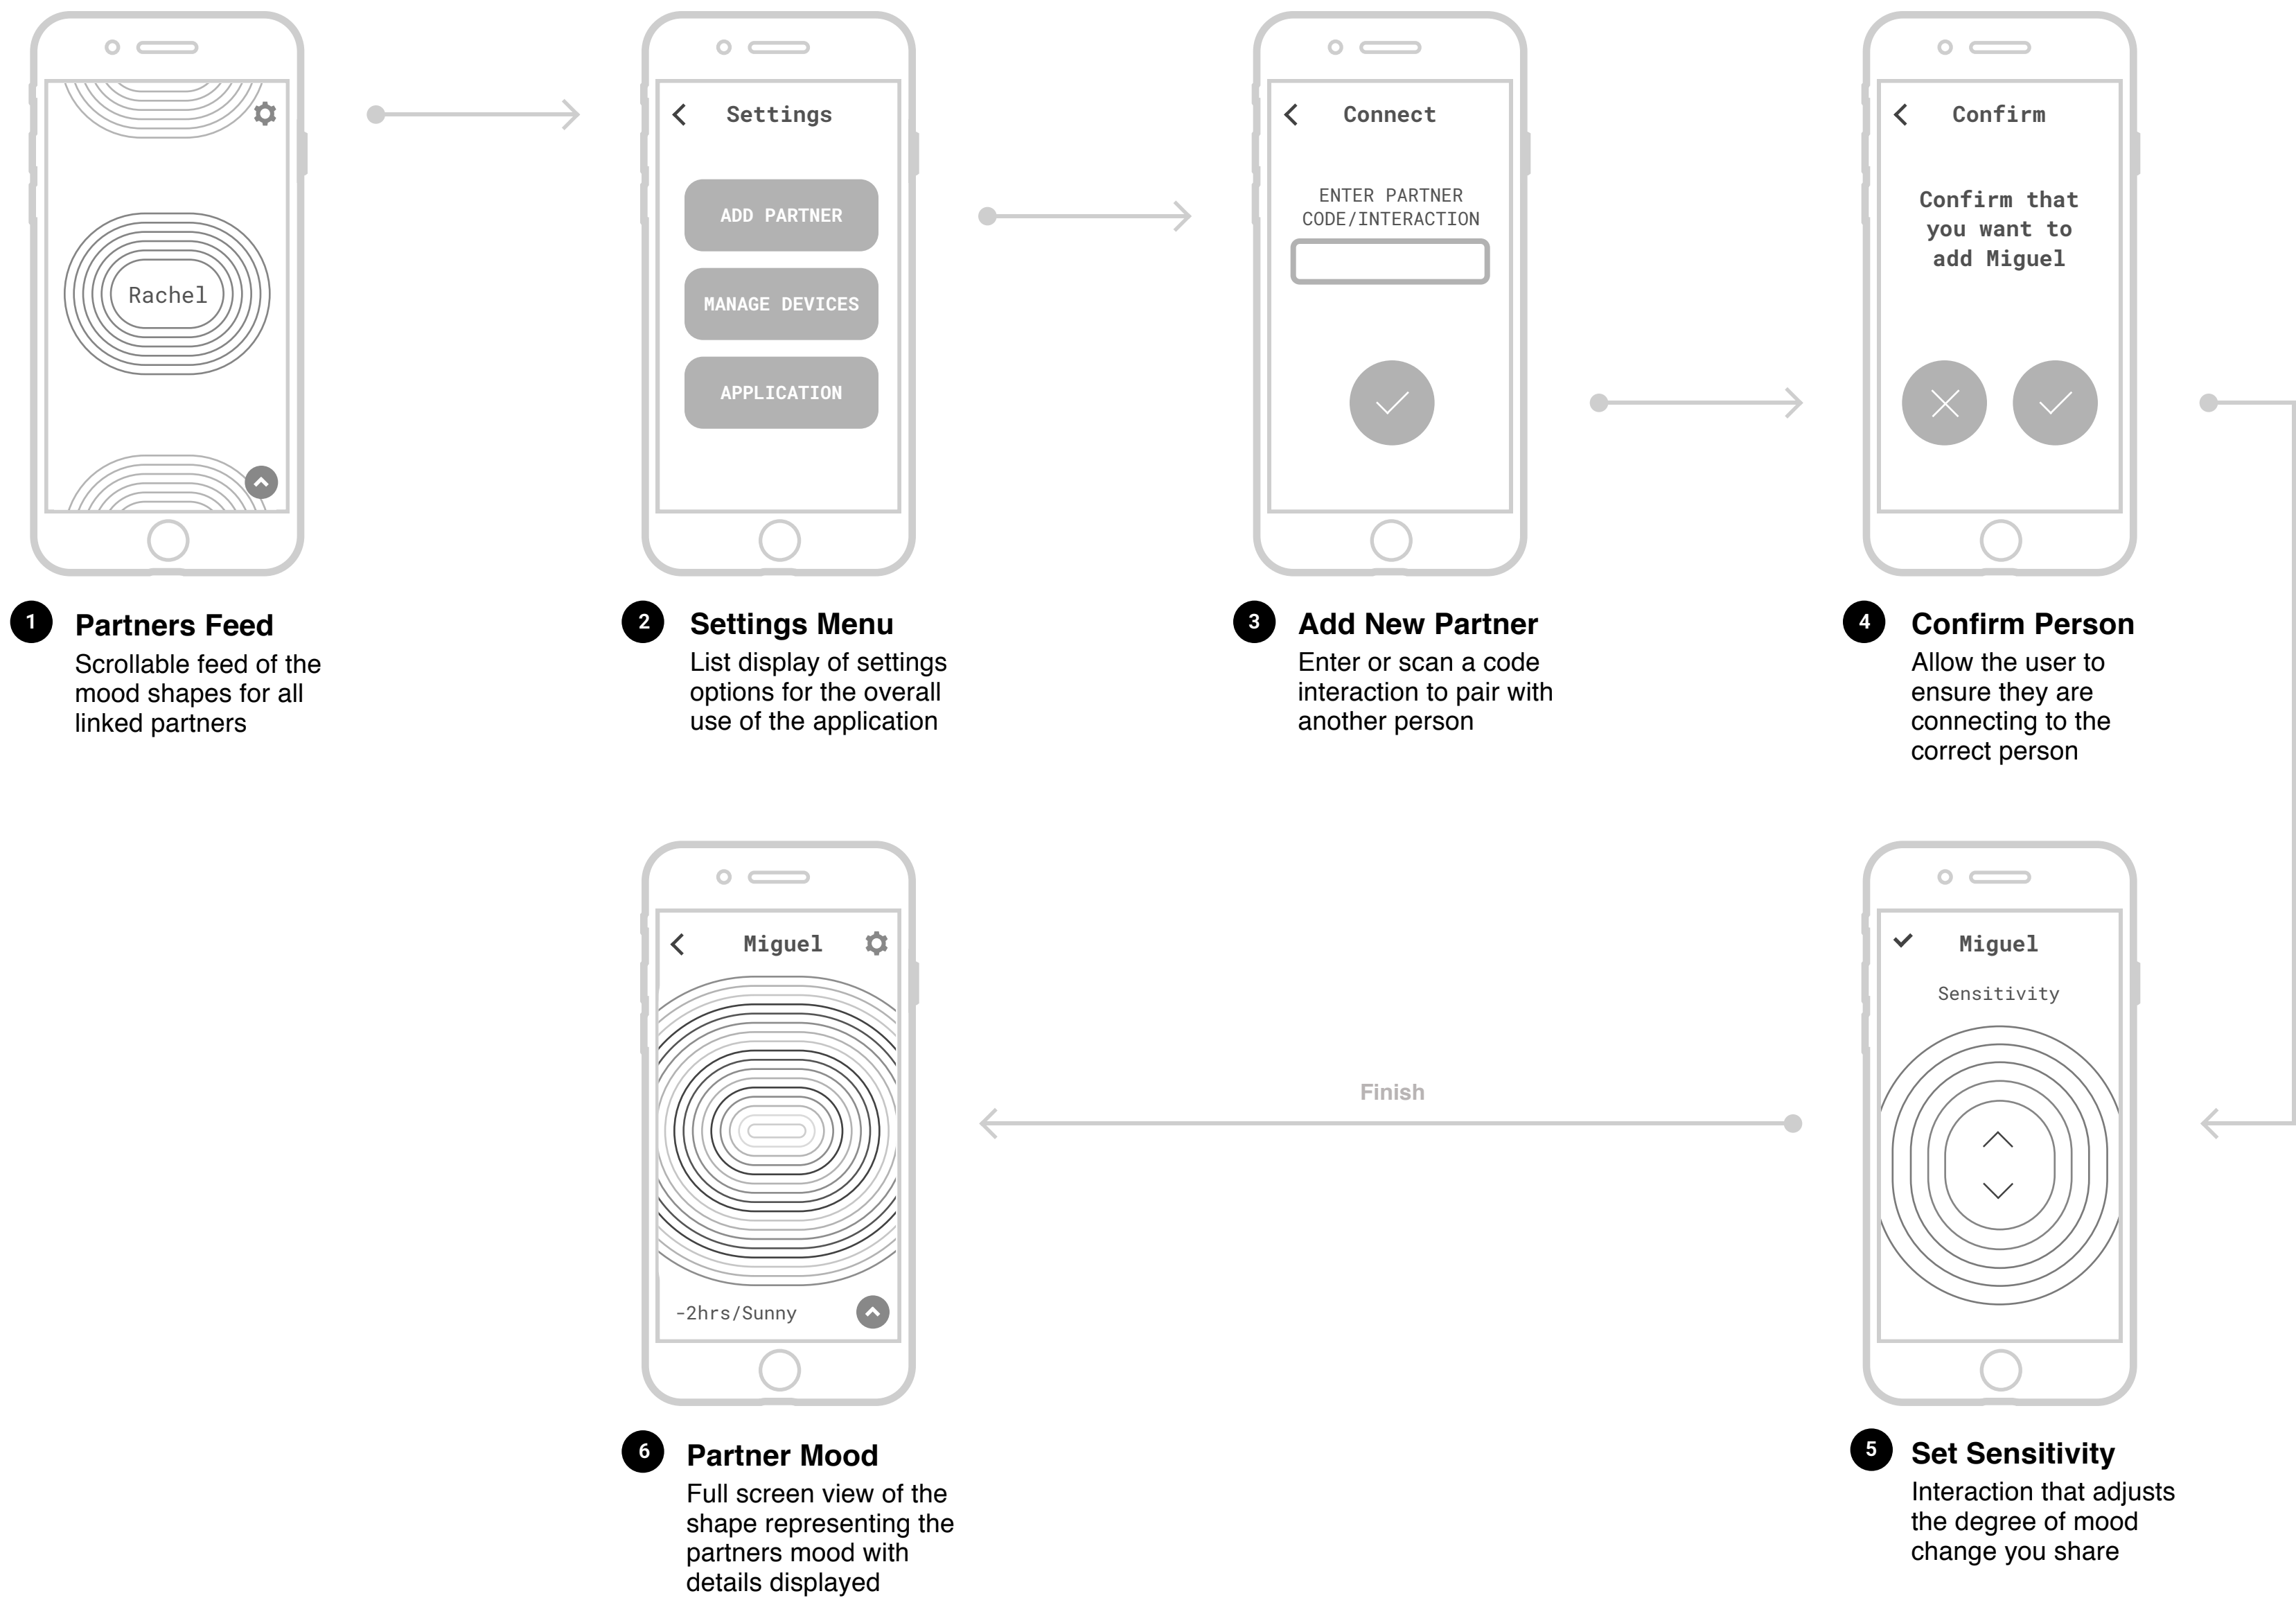 Rachel
1
Partners Feed
Scrollable feed of the
mood shapes for all
linked partners
Settings
ADD PARTNER
MANAGE DEVICES
APPLICATION
2
Settings Menu
List display of settings
options for the overall
use of the application
Connect
ENTER PARTNER
CODE/INTERACTION
3
Add New Partner
Enter or scan a code
interaction to pair with
another person
Confirm
Confirm that
you want to
add Miguel
4
Confirm Person
Allow the user to
ensure they are
connecting to the
correct person
Miguel
Sensitivity
5
Set Sensitivity
Interaction that adjusts
the degree of mood
change you share
Finish
Miguel
-2hrs/Sunny
6
Partner Mood
Full screen view of the
shape representing the
partners mood with
details displayed